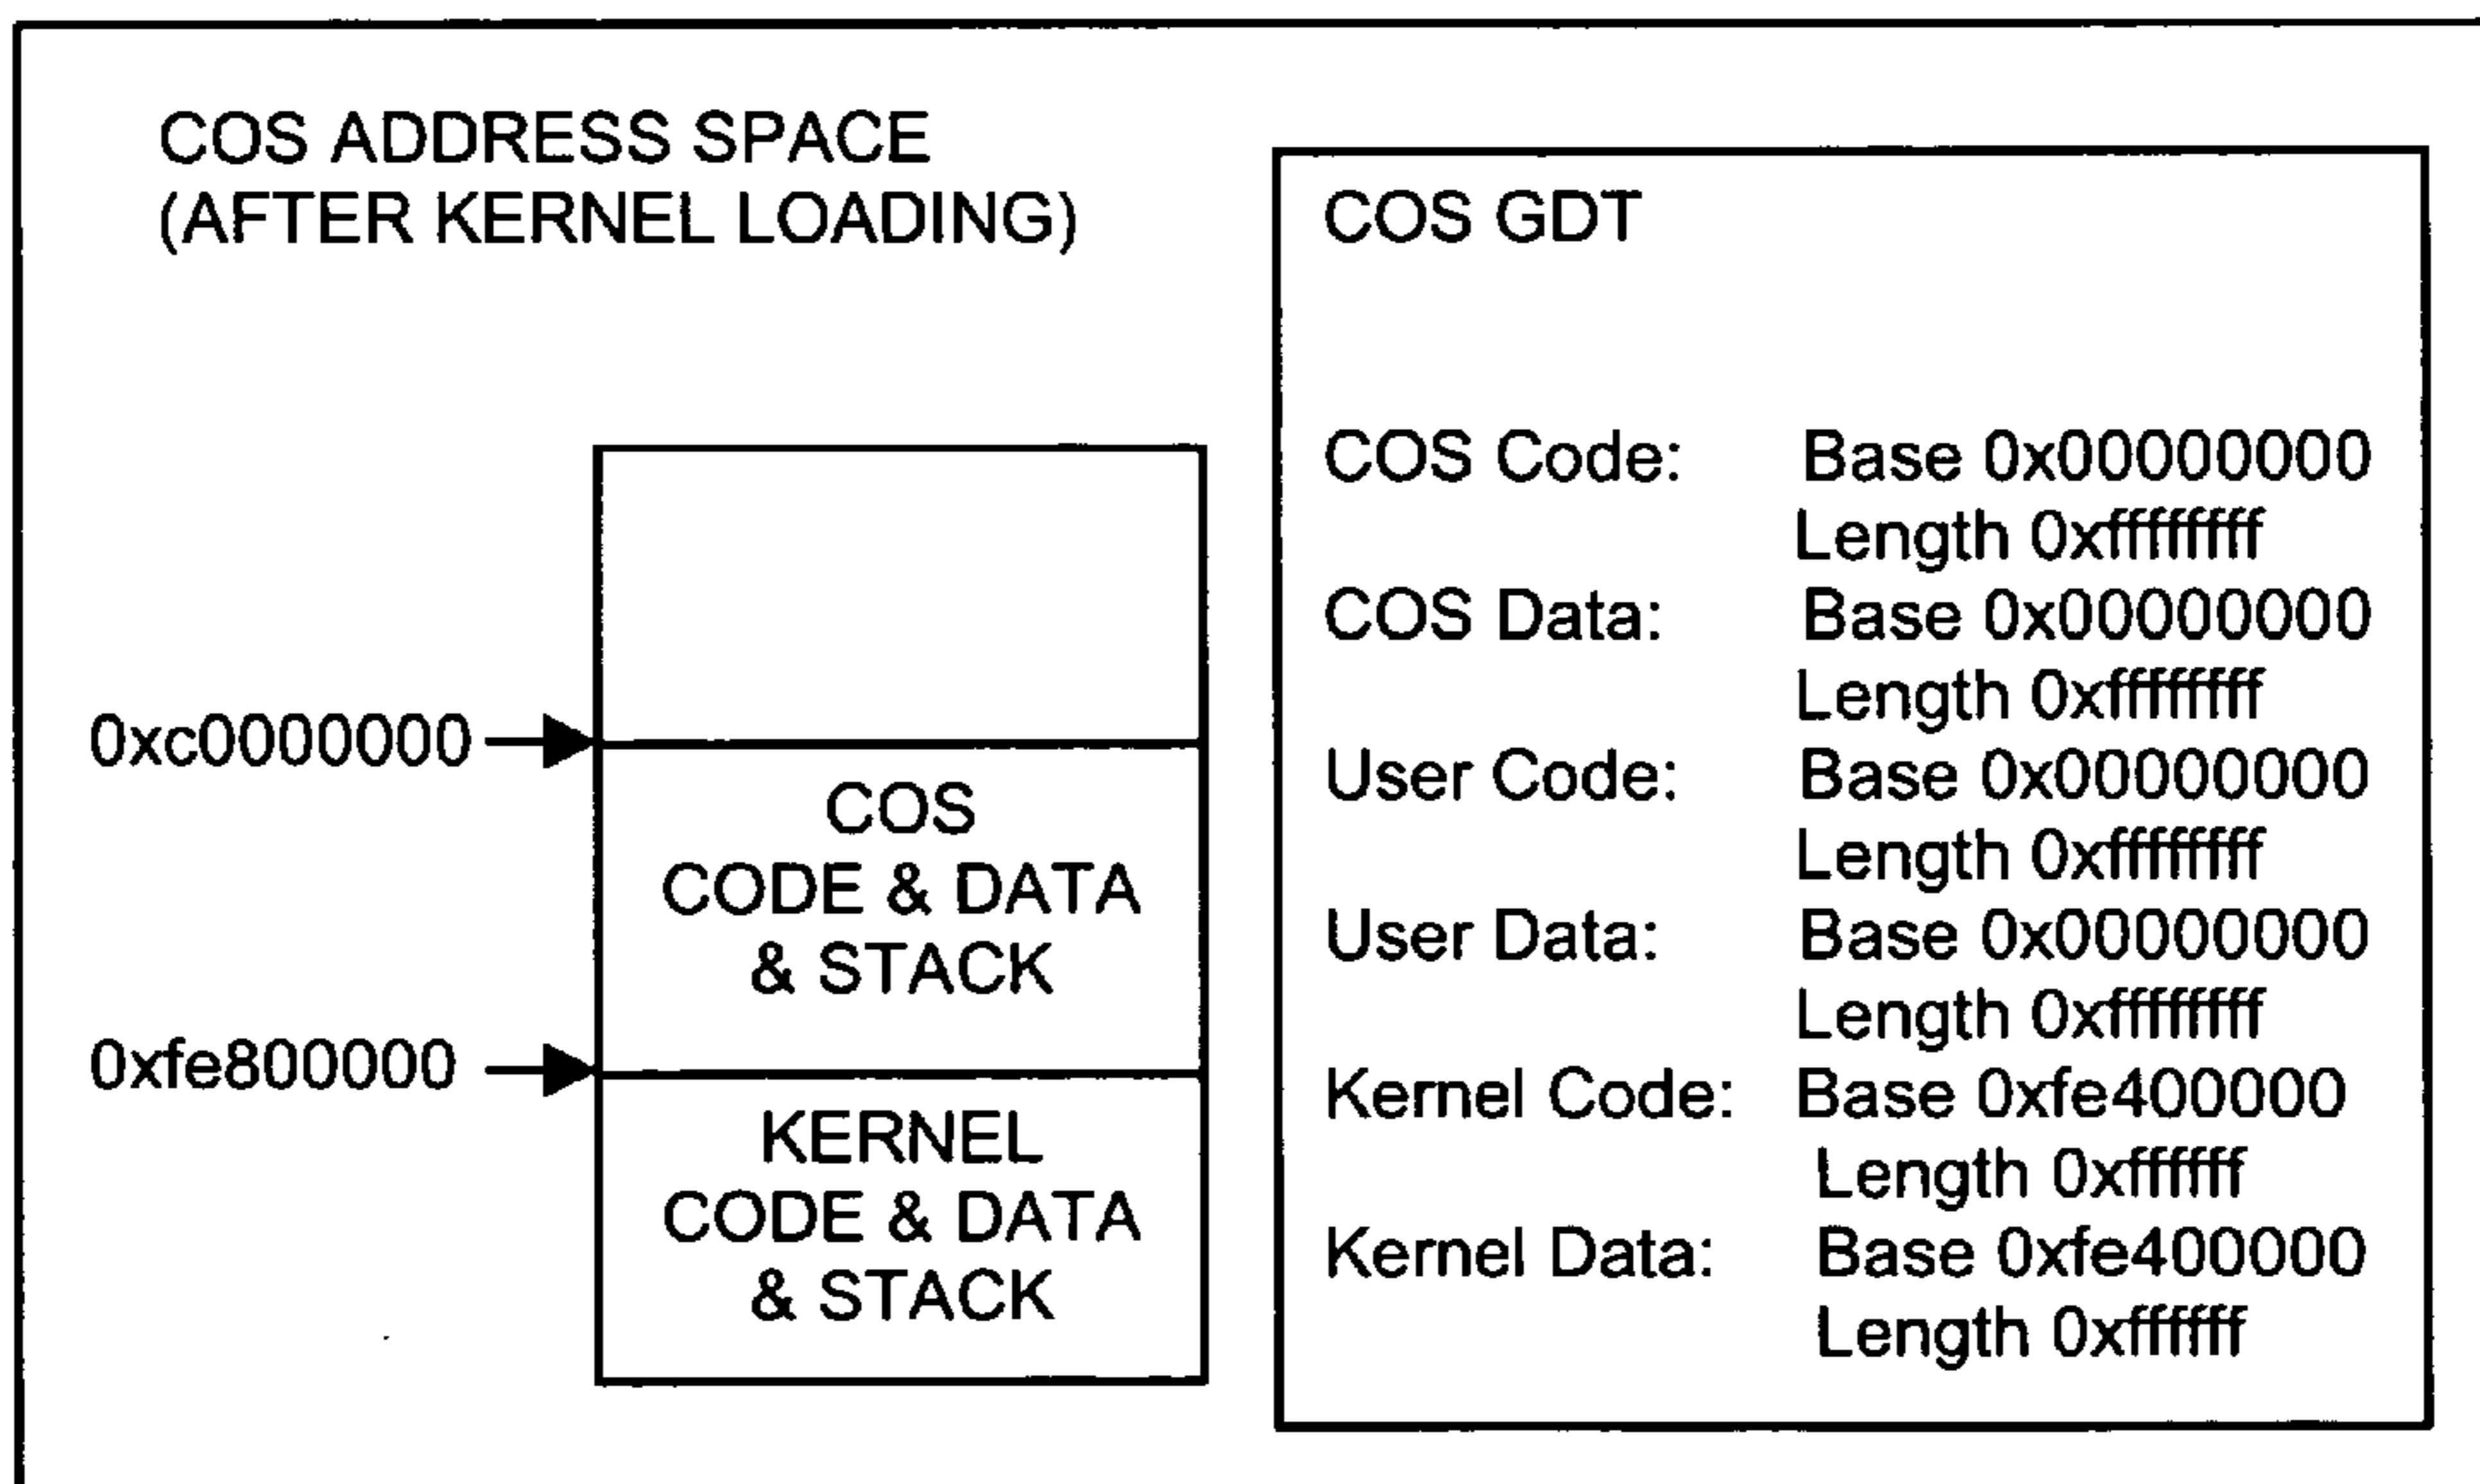 COS ADDRESS SPACE
(AFTER KERNEL LOADING)
0xc0000000
COS
CODE & DATA
& STACK
0xfe800000
KERNEL
CODE & DATA
& STACK
COS GDT
COS Code: Base 0x00000000
Length 0xffffffff
COS Data: Base 0x00000000
Length 0xffffffff
User Code: Base 0x00000000
Length 0xffffffff
User Data: Base 0x00000000
Length 0xffffffff
Kernel Code: Base 0xfe400000
Length 0xffffff
Kernel Data: Base 0xfe400000
Length 0xffffff